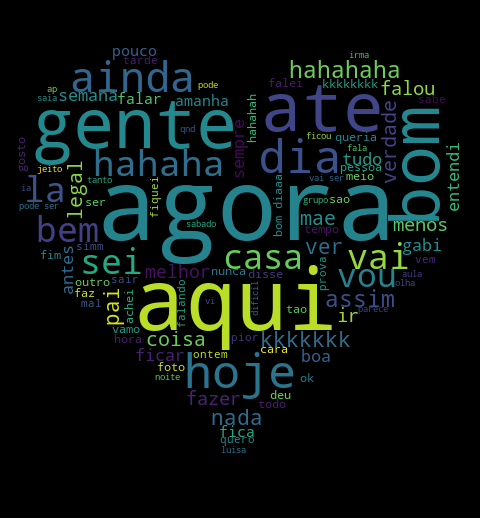 pouco
irma
tarde
ainda
hahahaha
ap
pode
kkkkkkkk
falei
falou
semana
falar
amanha
ate
saia
hahahah
sabe
gente
qnd
ficou
queria
bom
verdade
sempre
dia
fala
entendi
gosto
hahaha
tudo
jeito
legal
pessoa
vai ser
meio
la
fiquei
ia
ser
agora
grupo
sao
pode ser
tanto
mae
menos
bem
sabado
bom diaaa
tempo
simm
ver
gabi
fim
antes
sei
casa
vai
vem
outro
sair
melhor
nunca
disse
prova
vou
aula
olha
faz
achei
falando
aqui
mal
pai
vi
dificil
tao
assim
parece
vamo
ir
hora
coisa
pior
kkkkkkk
ficar
ontem
cara
boa
foto
hoje
ok
noite
fazer
deu
todo
nada
fica
quero
luisa